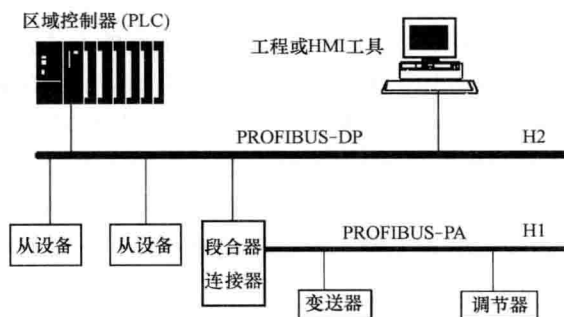 区域控制器 (PLC)
工程或HMI工具
PROFIBUS-DP
H2
从设备
从设备
段合器
连接器
PROFIBUS-PA
H1
变送器
调节器